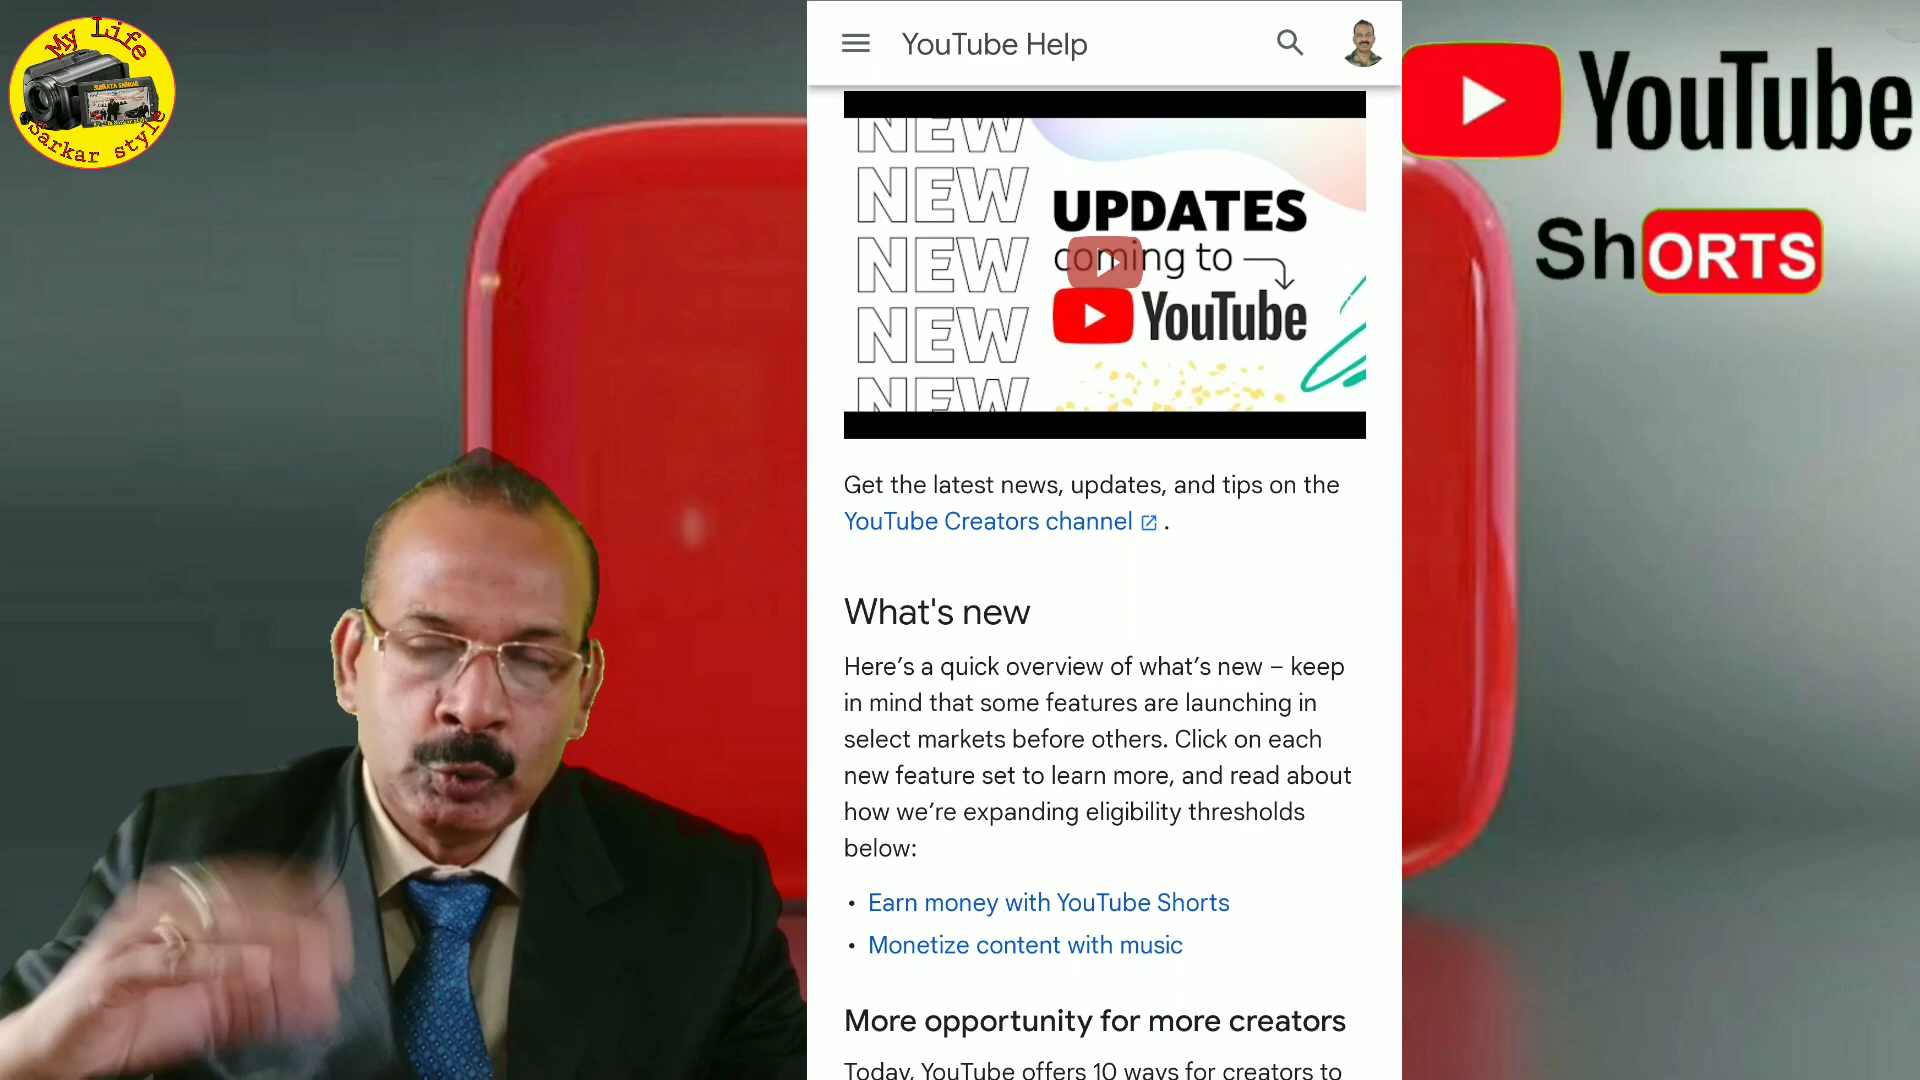 My Life
SUBRATA SARKAR
Sarkar style
YouTube Help
YouTube
ShORTS
NEW
NEW
NEW
NEW
NEW
UPDATES
coming to
YouTube
Get the latest news, updates, and tips on the
YouTube Creators channel .
What's new
Here’s a quick overview of what’s new – keep
in mind that some features are launching in
select markets before others. Click on each
new feature set to learn more, and read about
how we’re expanding eligibility thresholds
below:
• Earn money with YouTube Shorts
• Monetize content with music
More opportunity for more creators
Today, YouTube offers 10 ways for creators to